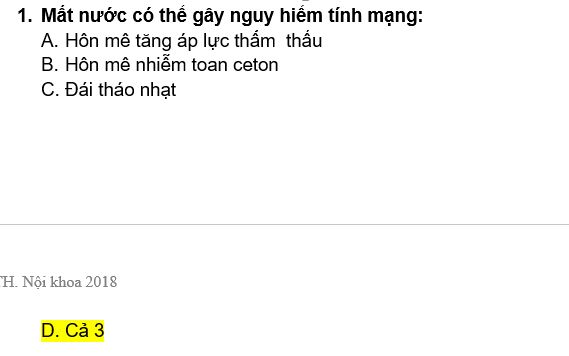 1. Mất nước có thể gây nguy hiểm tính mạng:
A. Hôn mê tăng áp lực thẩm thấu
B. Hôn mê nhiễm toan ceton
C. Đái tháo nhạt
TH. Nội khoa 2018
D. Cả 3